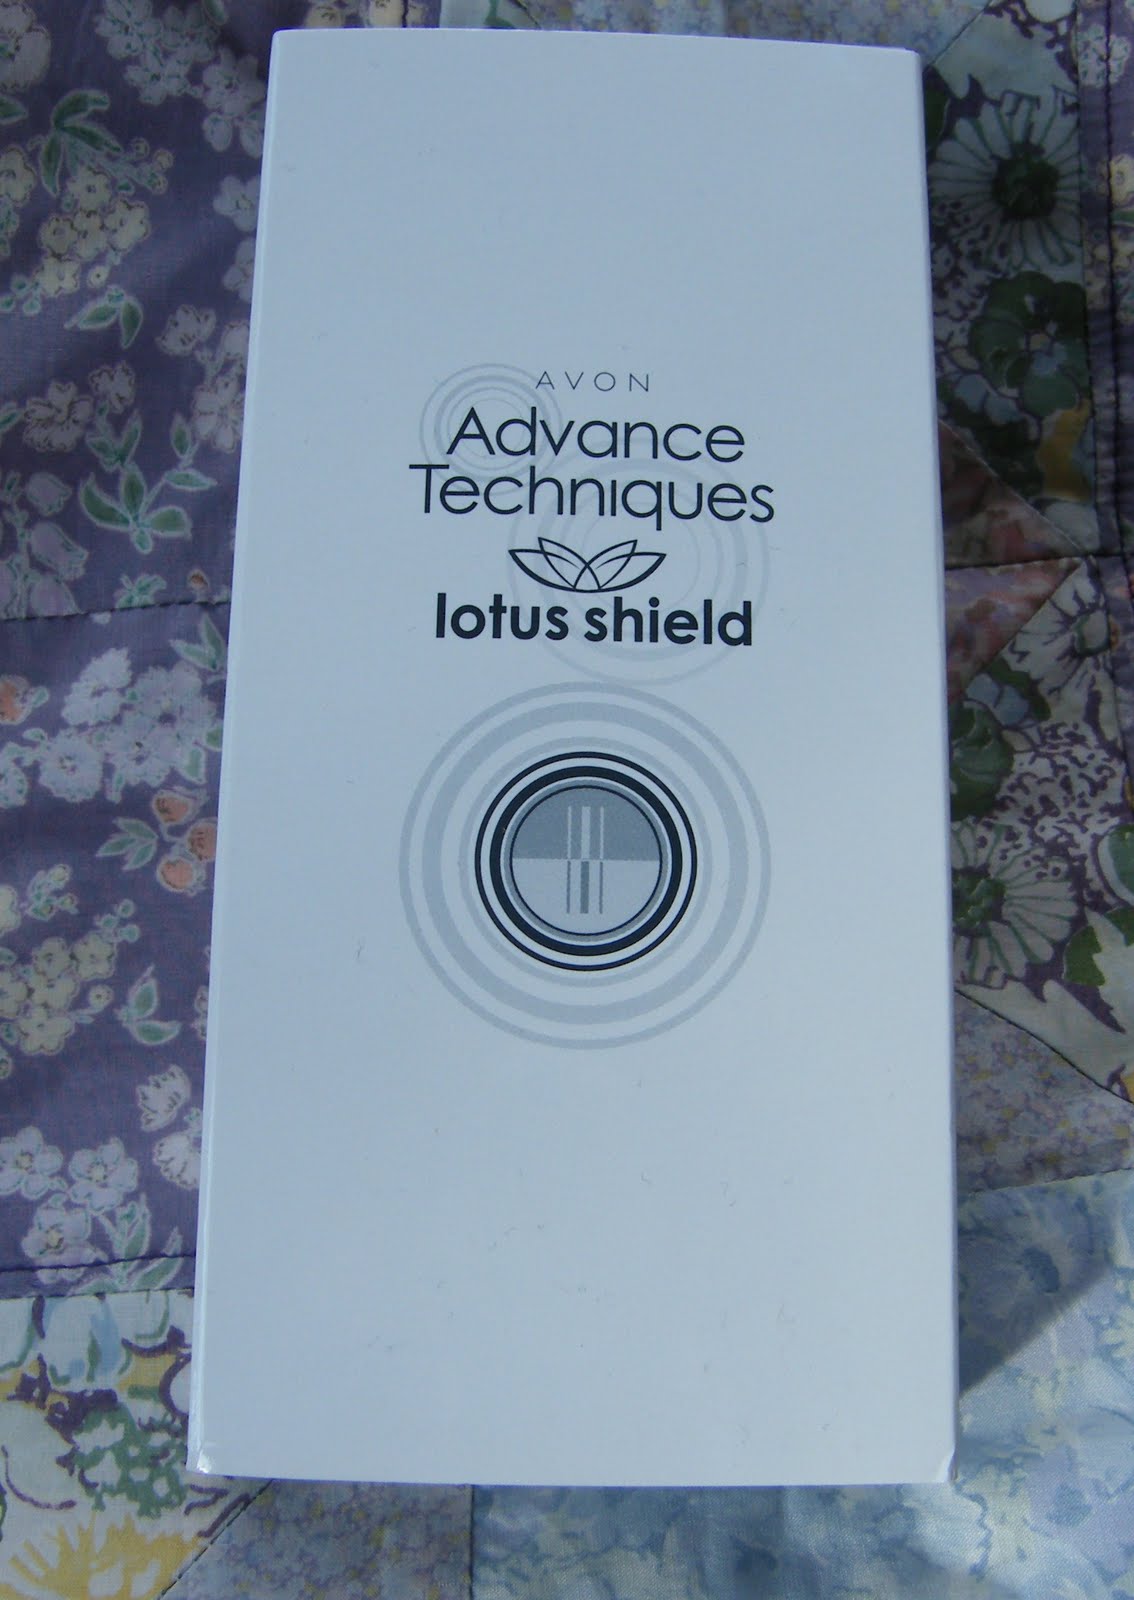 AVON
Advance
Techniques
lotus shield